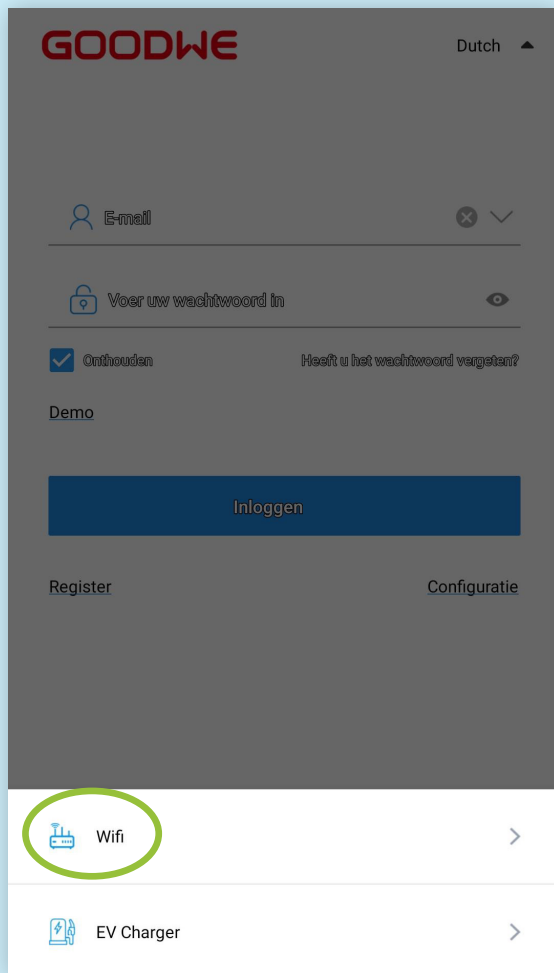 GOODWE
Dutch
E-mail
Voer uw wachtwoord in
Onthouden
Heeft u het wachtwoord vergeten?
Demo
Inloggen
Register
Configuratie
Wifi
EV Charger